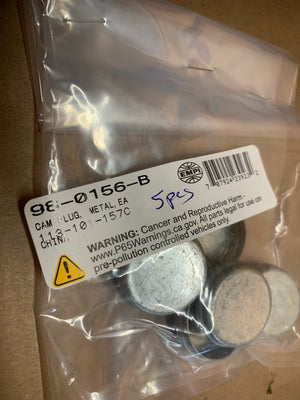 98-0156-B
5pcs
EMPI
CAM PLUG, METAL, EA
113-101-157C
CHINA
WARNING: Cancer and Reproductive Harm -
www.P65Warnings.ca.gov. All parts legal for use on
pre-pollution controlled vehicles only.